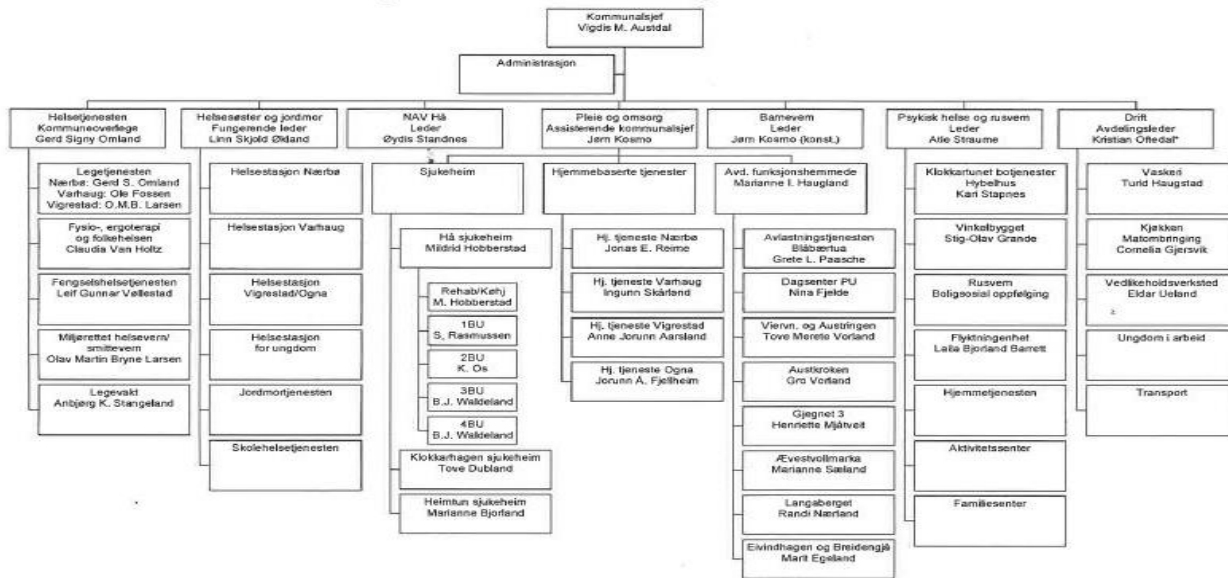 Kommunalsjef
Vigdis M. Austdal
Administrasjon
Helsetjenesten
Kommuneoverlege
Gerd Signy Omland
Helsesøster og jordmor
Fungerende leder
Linn Skjold Økland
NAV Hå
Leder
Øydis Standnes
Pleie og omsorg
Assisterende kommunalsjef
Jørn Kosmo
Barnevern
Leder
Jørn Kosmo (konst.)
Psykisk helse og rusvern
Leder
Atle Straume
Drift
Avdelingsleder
Kristian Oftedal*
Legetjenesten
Nærbø: Gerd S. Omland
Varhaug: Ole Fossen
Vigrestad: O.M.B. Larsen
Fysio-, ergoterapi
og folkehelsen
Claudia Van Holtz
Fengselshelsetjenesten
Leif Gunnar Vøllestad
Miljørettet helsevern/
smittevern
Olav Martin Bryne Larsen
Legevakt
Anbjørg K. Stangeland
Helsestasjon Nærbø
Helsestasjon Varhaug
Helsestasjon
Vigrestad/Ogna
Helsestasjon
for ungdom
Jordmortjenesten
Skolehelsetjenesten
Sjukeheim
Hå sjukeheim
Mildrid Hobberstad
Rehab/Køhj
M. Hobberstad
1BU
S, Rasmussen
2BU
K. Os
3BU
B.J. Waldeland
4BU
B.J. Waldeland
Klokkarhagen sjukeheim
Tove Dubland
Heimtun sjukeheim
Marianne Bjorland
Hjemmebaserte tjenester
Hj. tjeneste Nærbø
Jonas E. Reime
Hj. tjeneste Varhaug
Ingunn Skårland
Hj. tjeneste Vigrestad
Anne Jorunn Aarsland
Hj. tjeneste Ogna
Jorunn Å. Fjellheim
Avd. funksjonshemmede
Marianne I. Haugland
Avlastningstjenesten
Blåbærtua
Grete L. Paasche
Dagsenter PU
Nina Fjelde
Viervn. og Austringen
Tove Merete Vorland
Austkroken
Gro Vorland
Gjegnet 3
Henriette Mjåtveit
Ævestvollmarka
Marianne Sæland
Langaberget
Randi Nærland
Eivindhagen og Breidengjå
Marit Egeland
Klokkartunet botjenester
Hybelhus
Kari Stapnes
Vinkelbygget
Stig-Olav Grande
Rusvern
Boligsosial oppfølging
Flyktningenhet
Laila Bjorland Barrett
Hjemmetjenesten
Aktivitetssenter
Familiesenter
Vaskeri
Turid Haugstad
Kjøkken
Matombringing
Cornelia Gjersvik
Vedlikeholdsverksted
Eldar Ueland
Ungdom i arbeid
Transport